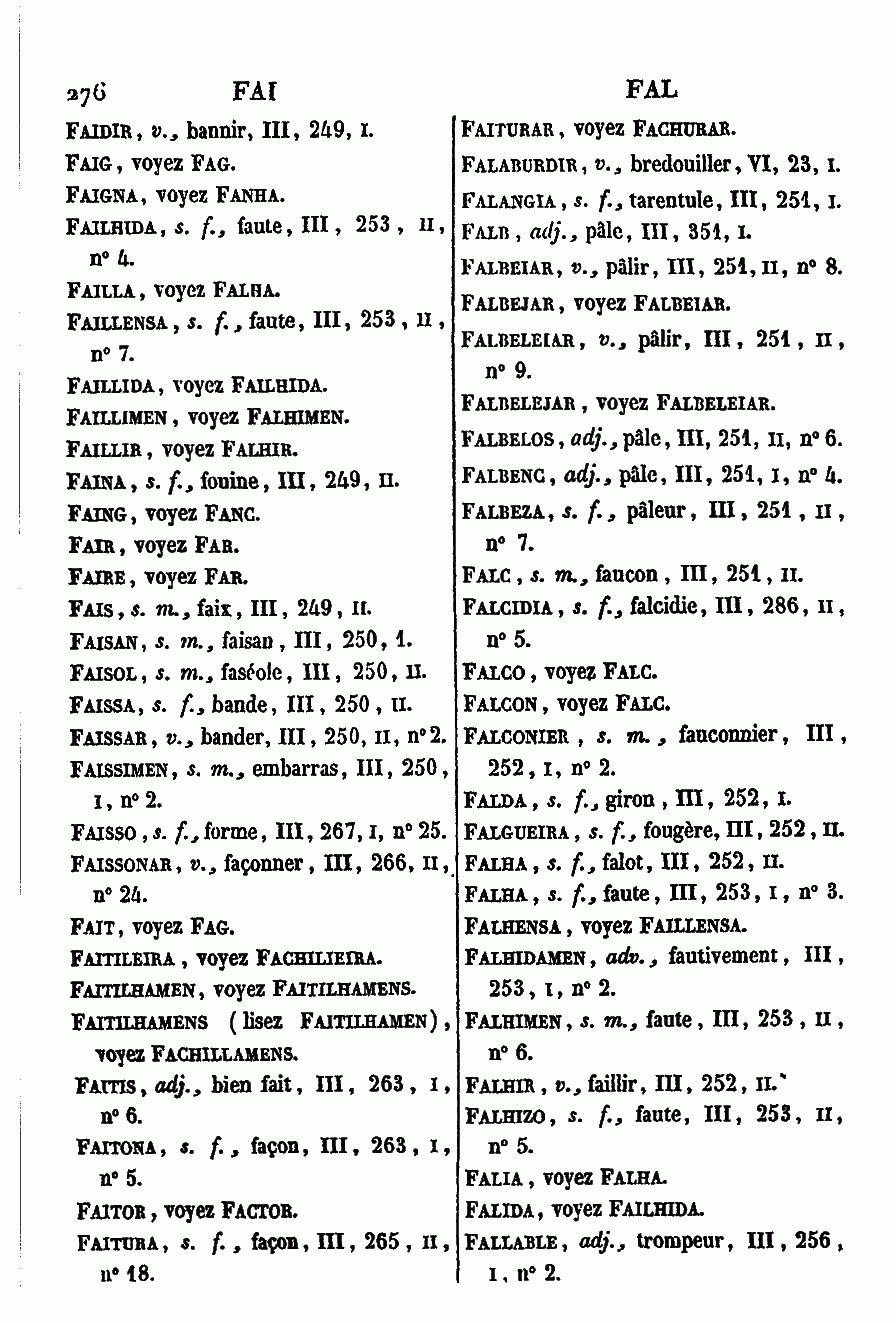 276 FAI FAL
FAIDIR, v., bannir, III, 249, I.
FAIG, voyez FAG.
FAIGNA, voyez FANHA.
FAILHIDA, s. f., faute, III, 253, II,
n° 4.
FAILLA, voyez FALHA.
FAILLENSA, s. f., faute, III, 253, II,
n° 7.
FAILLIDA, voyez FAILHIDA.
FAILLIMEN, voyez FALHIMEN.
FAILLIR, voyez FALHIR.
FAINA, s. f., fouine, III, 249, II.
FAING, voyez FANC.
FAIR, voyez FAR.
FAIRE, voyez FAR.
FAIS, s. m., faix, III, 249, II.
FAISAN, s. m., faisan, III, 250, 1.
FAISOL, s. m., faséole, III, 250, II.
FAISSA, s. f., bande, III, 250, II.
FAISSAR, v., bander, III, 250, II, n° 2.
FAISSIMEN, s. m., embarras, III, 250,
I, n° 2.
FAISSO, s. f., forme, III, 267, I, n° 25.
FAISSONAR, v., façonner, III, 266, II,
n° 24.
FAIT, voyez FAG.
FAITILEIRA, voyez FACHILIEIRA.
FAITILHAMEN, voyez FAITILHAMENS.
FAITILHAMENS (lisez FAITILHAMEN),
voyez FACHILLAMENS.
FAITIS, adj., bien fait, III, 263, I,
n° 6.
FAITONA, s. f., façon, III, 263, I,
n° 5.
FAITOR, voyez FACTOR.
FAITURA, s. f., façon, III, 265, II,
n° 18.
FAITURAR, voyez FACHURAR.
FALABURDIR, v., bredouiller, VI, 23, I.
FALANGIA, s. f., tarentule, III, 251, I.
FALB, adj., pâle, III, 351, I.
FALBEIAR, v., pâlir, III, 251, II, n° 8.
FALBEJAR, voyez FALBEIAR.
FALBELEIAR, v., pâlir, III, 251, II,
n° 9.
FALBELEJAR, voyez FALBELEIAR.
FALBELOS, adj., pâle, III, 251, II, n° 6.
FALBENC, adj., pâle, III, 251, I, n° 4.
FALBEZA, s. f., pâleur, III, 251, II,
n° 7.
FALC, s. m., faucon, III, 251, II.
FALCIDIA, s. f., falcidie, III, 286, II,
n° 5.
FALCO, voyez FALC.
FALCON, voyez FALC.
FALCONIER, s. m., fauconnier, III,
252, I, n° 2.
FALDA, s. f., giron, III, 252, I.
FALGUEIRA, s. f., fougère, III, 252, II.
FALHA, s. f., falot, III, 252, II.
FALHA, s. f., faute, III, 253, I, n° 3.
FALHENSA, voyez FAILLENSA.
FALHIDAMEN, adv., fautivement, III,
253, I, n° 2.
FALHIMEN, s. m., faute, III, 253, II,
n° 6.
FALHIR, v., faillir, III, 252, II.
FALHIZO, s. f., faute, III, 253, II,
n° 5.
FALIA, voyez FALHA.
FALIDA, voyez FAILHIDA.
FALLABLE, adj., trompeur, III, 256,
I, n° 2.